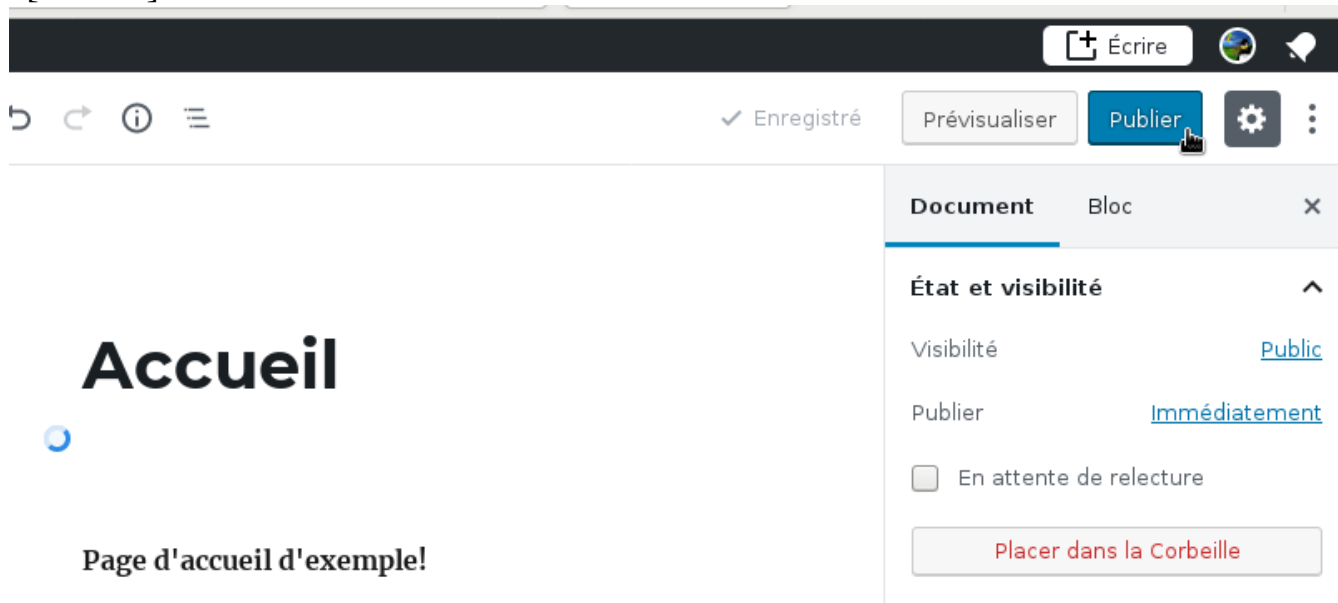 Écrire
Enregistré Prévisualiser Publier
Document Bloc
État et visibilité
Accueil
Visibilité Public
Publier Immédiatement
En attente de relecture
Page d'accueil d'exemple!
Placer dans la Corbeille